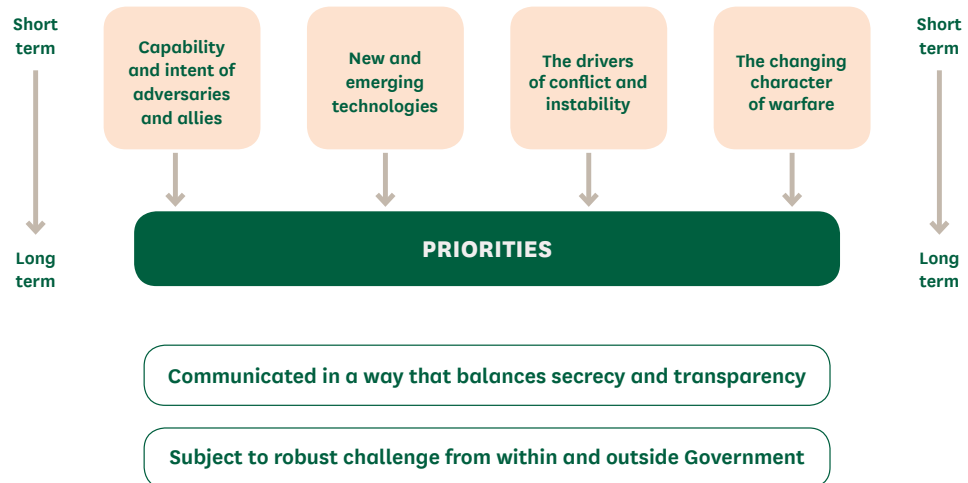 Short
term
Capability
and intent of
adversaries
and allies
New and
emerging
technologies
The drivers
of conflict and
instability
The changing
character
of warfare
Short
term
PRIORITIES
Long
term
Long
term
Communicated in a way that balances secrecy and transparency
Subject to robust challenge from within and outside Government